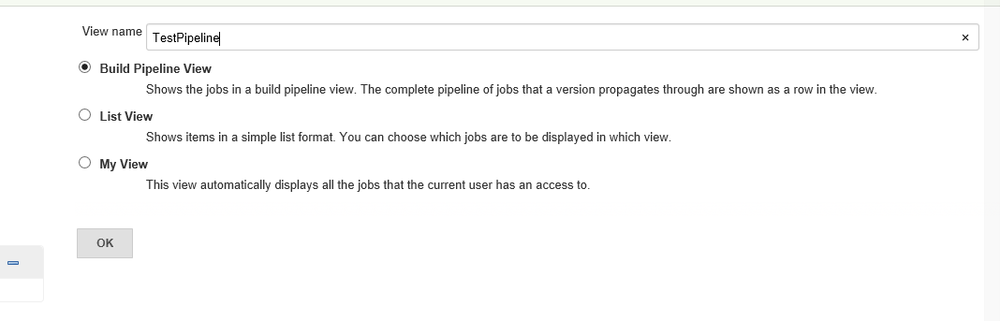 View name
TestPipeline
×
Build Pipeline View
Shows the jobs in a build pipeline view. The complete pipeline of jobs that a version propagates through are shown as a row in the view.
List View
Shows items in a simple list format. You can choose which jobs are to be displayed in which view.
My View
This view automatically displays all the jobs that the current user has an access to.
OK